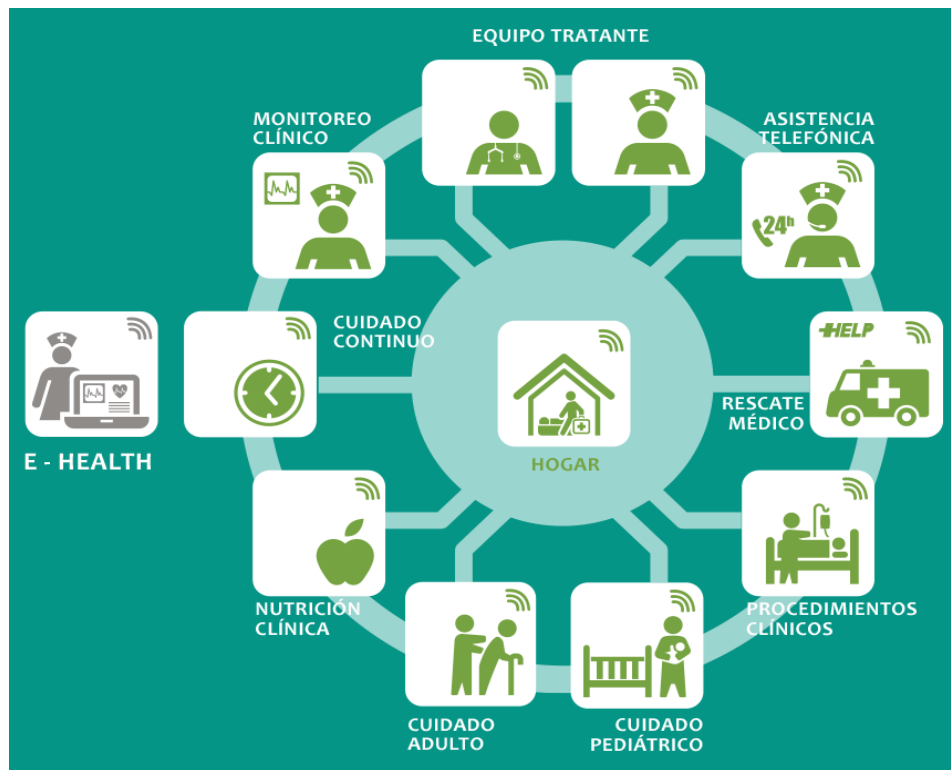 EQUIPO TRATANTE
MONITOREO
CLÍNICO
ASISTENCIA
TELEFÓNICA
24h
CUIDADO
CONTINUO
HELP
RESCATE
MÉDICO
HOGAR
E - HEALTH
NUTRICIÓN
CLÍNICA
PROCEDIMIENTOS
CLÍNICOS
CUIDADO
ADULTO
CUIDADO
PEDIÁTRICO